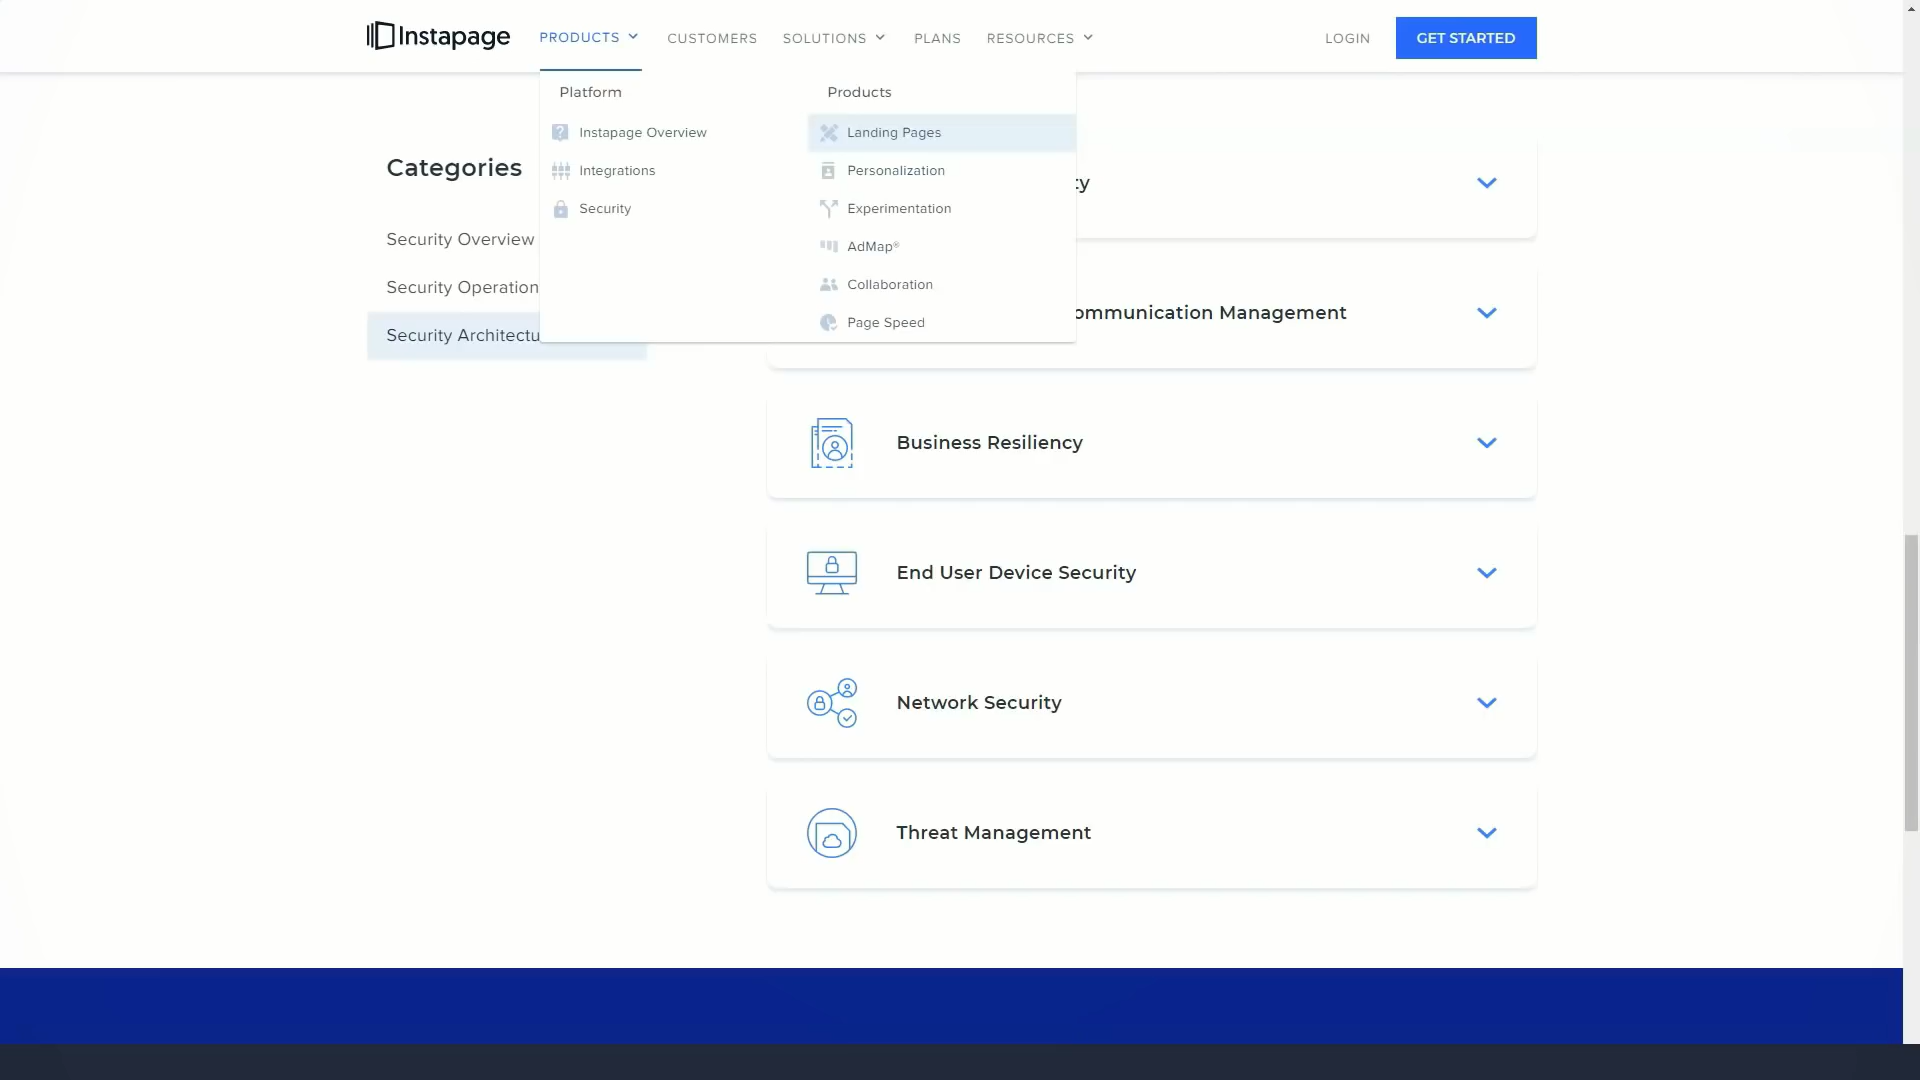 Instapage
PRODUCTS
CUSTOMERS
SOLUTIONS
PLANS
RESOURCES
LOGIN
GET STARTED
Platform
Instapage Overview
Integrations
Security
Products
Landing Pages
Personalization
Experimentation
AdMap®
Collaboration
Page Speed
Categories
Security Overview
Security Operation
Security Architectu
ty
ommunication Management
Business Resiliency
End User Device Security
Network Security
Threat Management